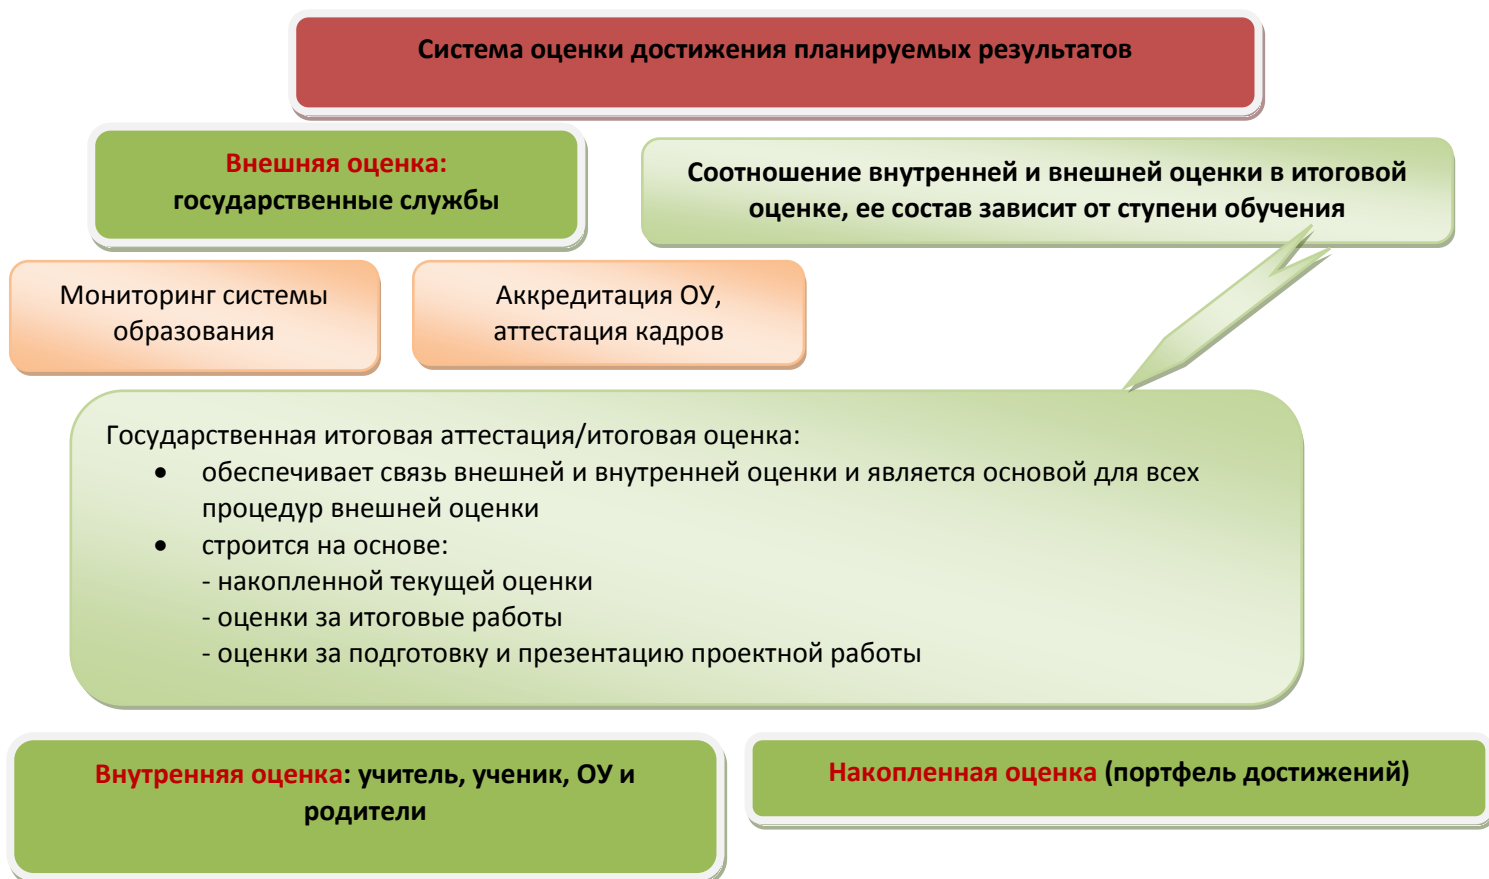 Система оценки достижения планируемых результатов
Внешняя оценка:
государственные службы
Соотношение внутренней и внешней оценки в итоговой
оценке, ее состав зависит от ступени обучения
Мониторинг системы
образования
Аккредитация ОУ,
аттестация кадров
Государственная итоговая аттестация/итоговая оценка:
• обеспечивает связь внешней и внутренней оценки и является основой для всех
процедур внешней оценки
• строится на основе:
- накопленной текущей оценки
- оценки за итоговые работы
- оценки за подготовку и презентацию проектной работы
Внутренняя оценка: учитель, ученик, ОУ и
родители
Накопленная оценка (портфель достижений)